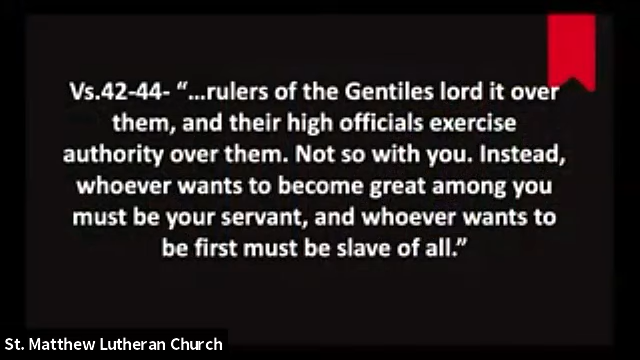 Vs.42-44- “…rulers of the Gentiles lord it over
them, and their high officials exercise
authority over them. Not so with you. Instead,
whoever wants to become great among you
must be your servant, and whoever wants to
be first must be slave of all.”
St. Matthew Lutheran Church